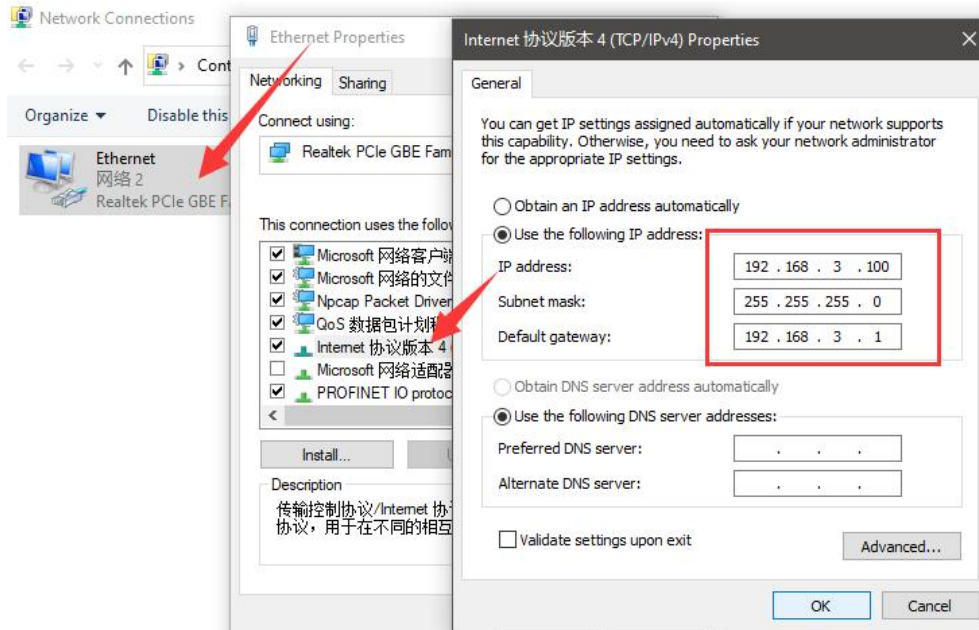 Network Connections
Cont
Organize
Disable this
Ethernet
网络 2
Realtek PCIe GBE F
Ethernet Properties
Networking
Sharing
Connect using:
Realtek PCIe GBE Fam
This connection uses the follow
Microsoft 网络客户端
Microsoft 网络的文件
Npcap Packet Driver
QoS 数据包计划程
Internet 协议版本 4 (
Microsoft 网络适配器
PROFINET IO protoc
Install...
U
Description
传输控制协议/Internet 协
协议，用于在不同的相互
Internet 协议版本 4 (TCP/IPv4) Properties
General
You can get IP settings assigned automatically if your network supports
this capability. Otherwise, you need to ask your network administrator
for the appropriate IP settings.
Obtain an IP address automatically
Use the following IP address:
IP address:
192 . 168 . 3 . 100
Subnet mask:
255 . 255 . 255 . 0
Default gateway:
192 . 168 . 3 . 1
Obtain DNS server address automatically
Use the following DNS server addresses:
Preferred DNS server:
. . .
Alternate DNS server:
. . .
Validate settings upon exit
Advanced...
OK
Cancel